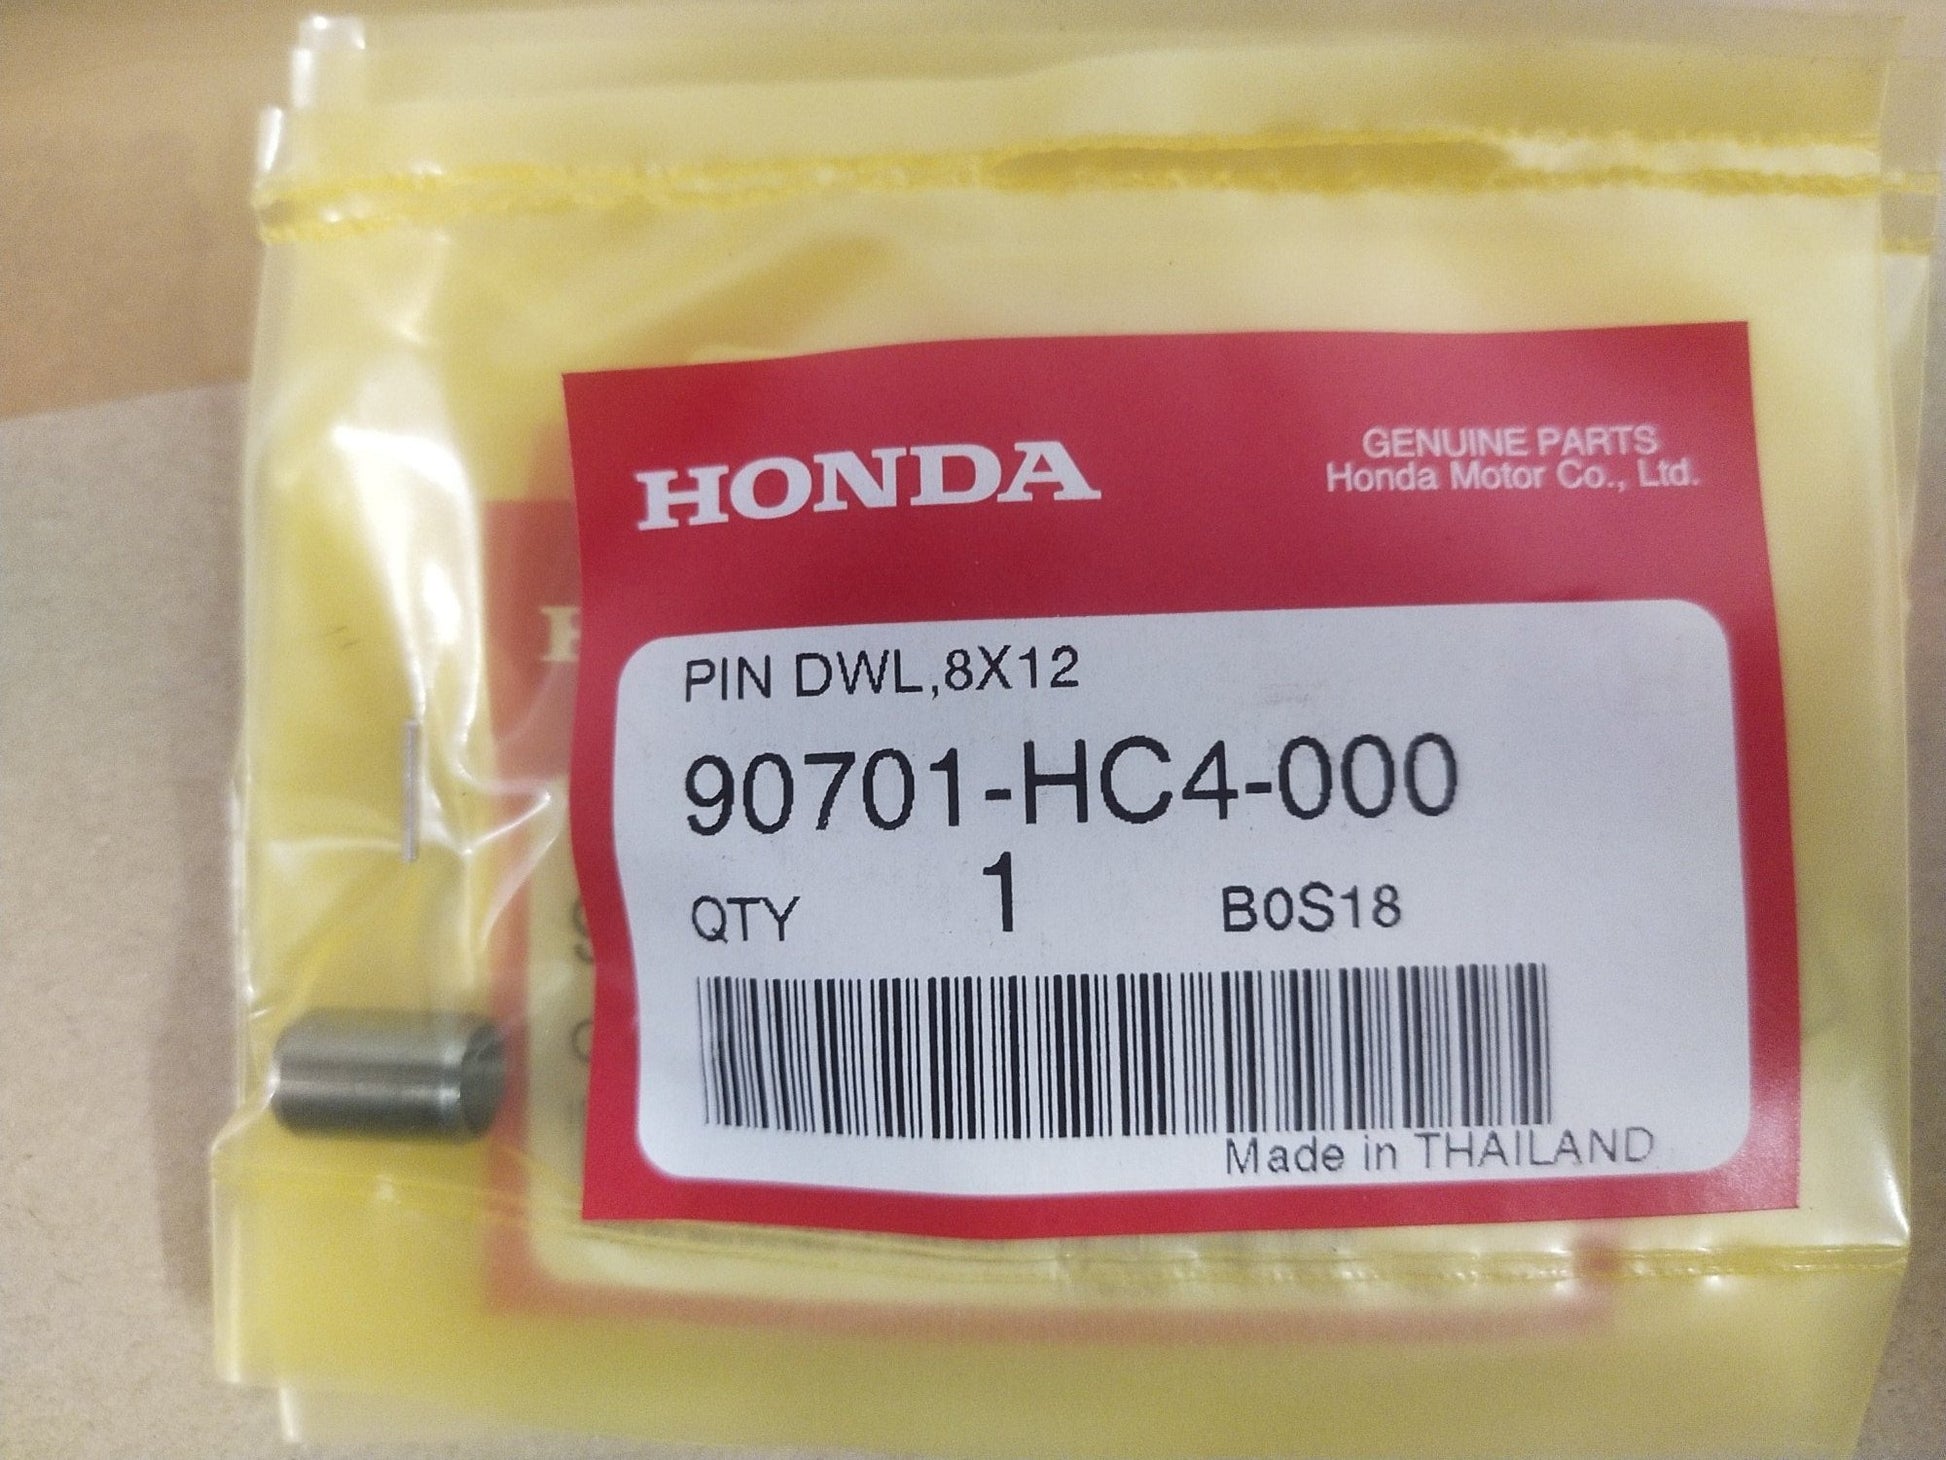 HONDA
GENUINE PARTS
Honda Motor Co., Ltd.
PIN DWL,8X12
90701-HC4-000
QTY 1 B0S18
Made in THAILAND